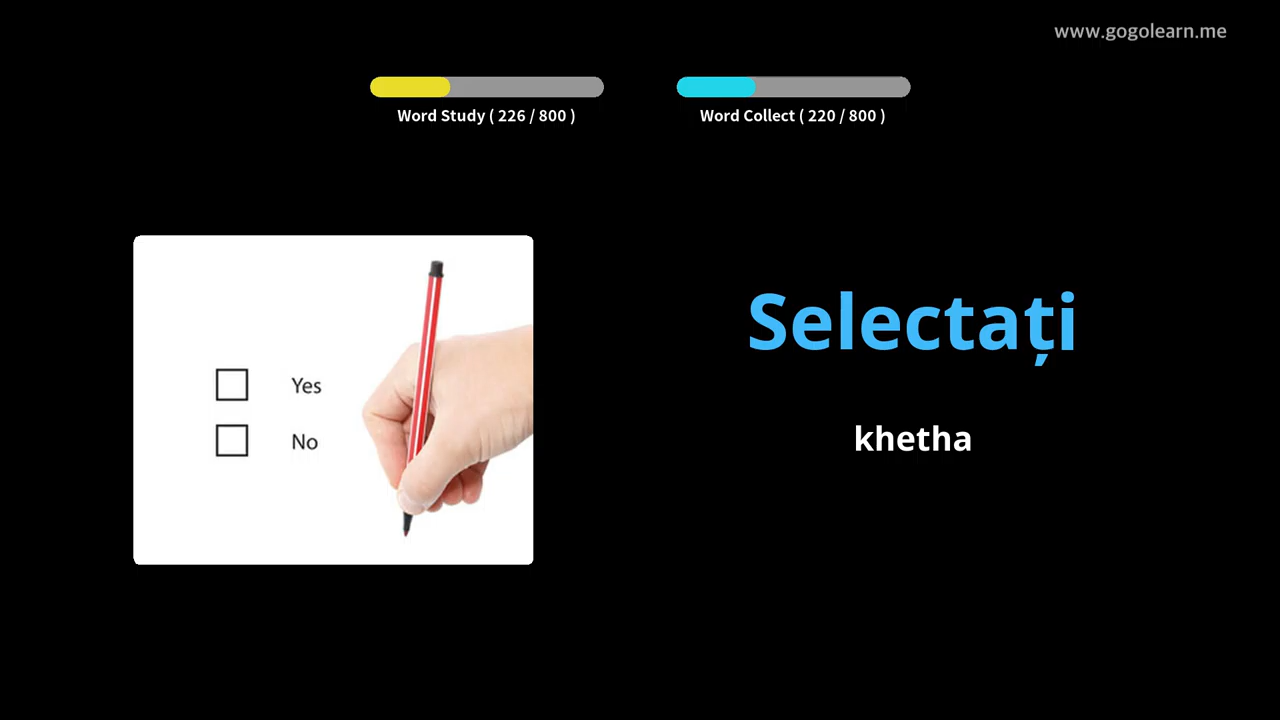 www.gogolearn.me
Word Study ( 226 / 800 )
Word Collect ( 220 / 800 )
Yes
No
Selectați
khetha